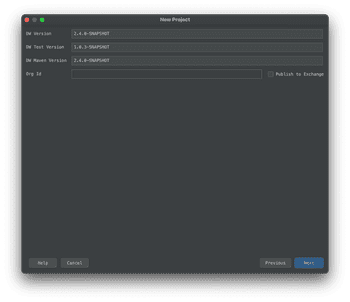 New Project
DW Version 2.4.0-SNAPSHOT
DW Test Version 1.0.3-SNAPSHOT
DW Maven Version 2.4.0-SNAPSHOT
Org Id Publish to Exchange
Help Cancel Previous Next